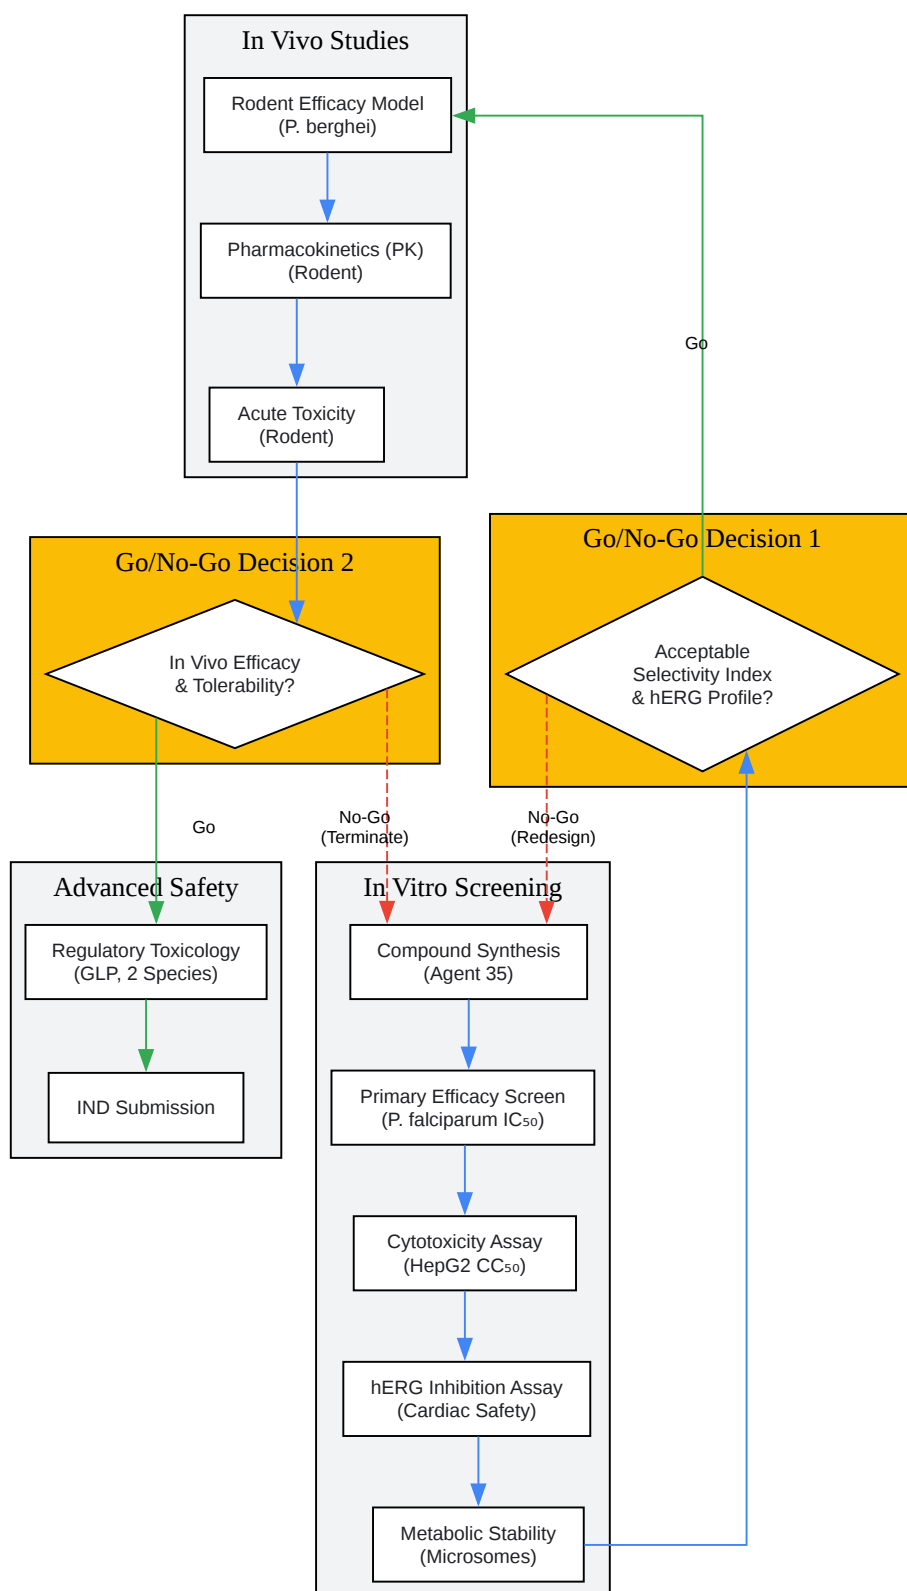 In Vivo Studies
Rodent Efficacy Model
(P. berghei)
Pharmacokinetics (PK)
(Rodent)
Go
Acute Toxicity
(Rodent)
Go/No-Go Decision 2
In Vivo Efficacy
& Tolerability?
Go/No-Go Decision 1
Acceptable
Selectivity Index
& hERG Profile?
Go
No-Go
(Terminate)
No-Go
(Redesign)
Advanced Safety
Regulatory Toxicology
(GLP, 2 Species)
IND Submission
In Vitro Screening
Compound Synthesis
(Agent 35)
Primary Efficacy Screen
(P. falciparum IC₅₀)
Cytotoxicity Assay
(HepG2 CC₅₀)
hERG Inhibition Assay
(Cardiac Safety)
Metabolic Stability
(Microsomes)